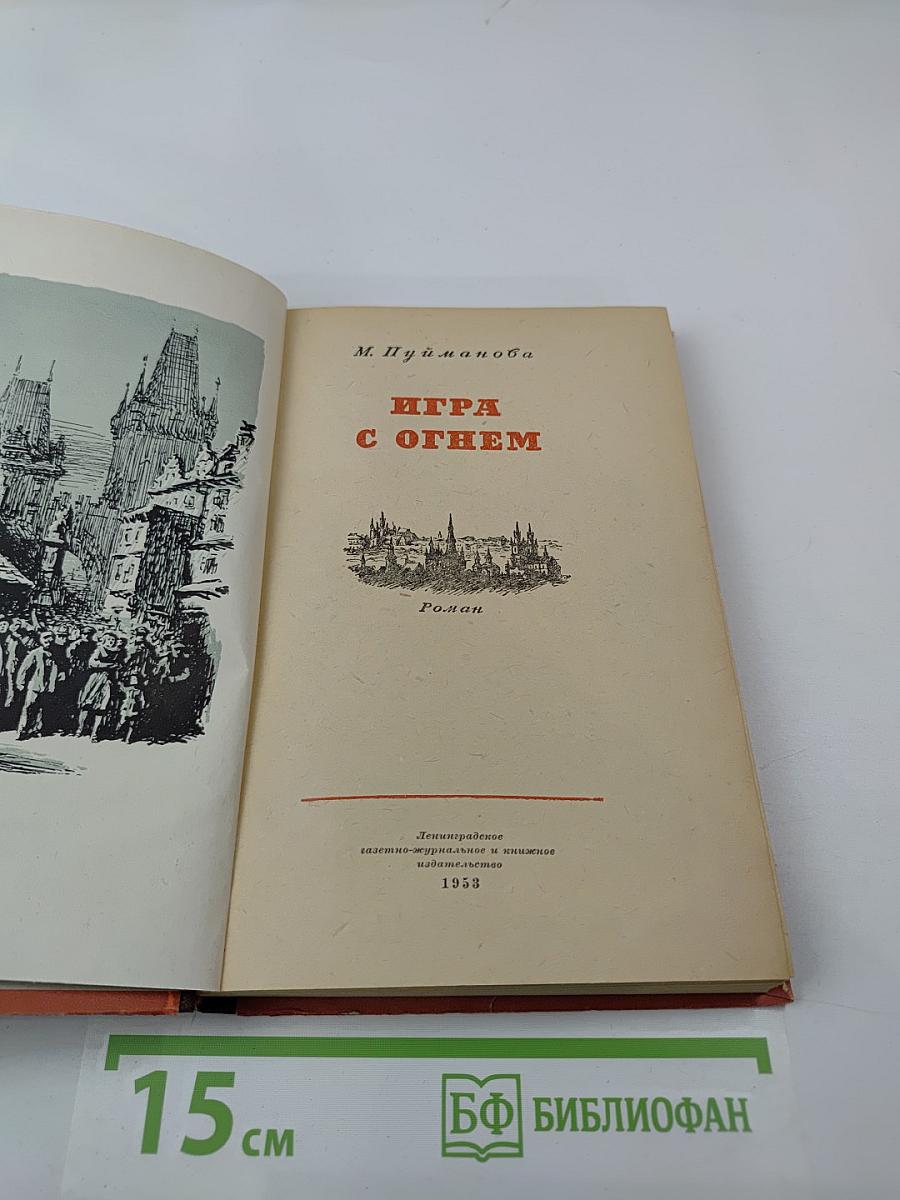 М. Пуйманова
ИГРА
С ОГНЕМ
Роман
Ленинградское
газетно-журнальное и книжное
издательство
1953
15 см
БФ БИБЛИОФАН